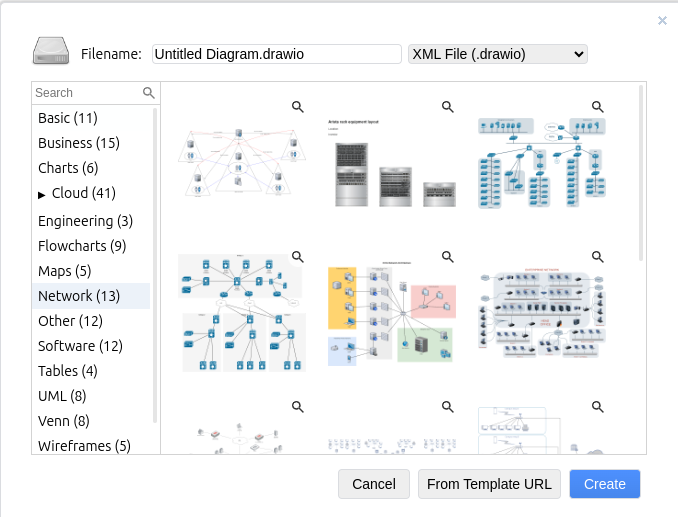 ×
Filename: Untitled Diagram.drawio XML File (.drawio)
Search
Basic (11)
Business (15)
Charts (6)
▶ Cloud (41)
Engineering (3)
Flowcharts (9)
Maps (5)
Network (13)
Other (12)
Software (12)
Tables (4)
UML (8)
Venn (8)
Wireframes (5)
Arista rack equipment layout
Cancel
From Template URL
Create